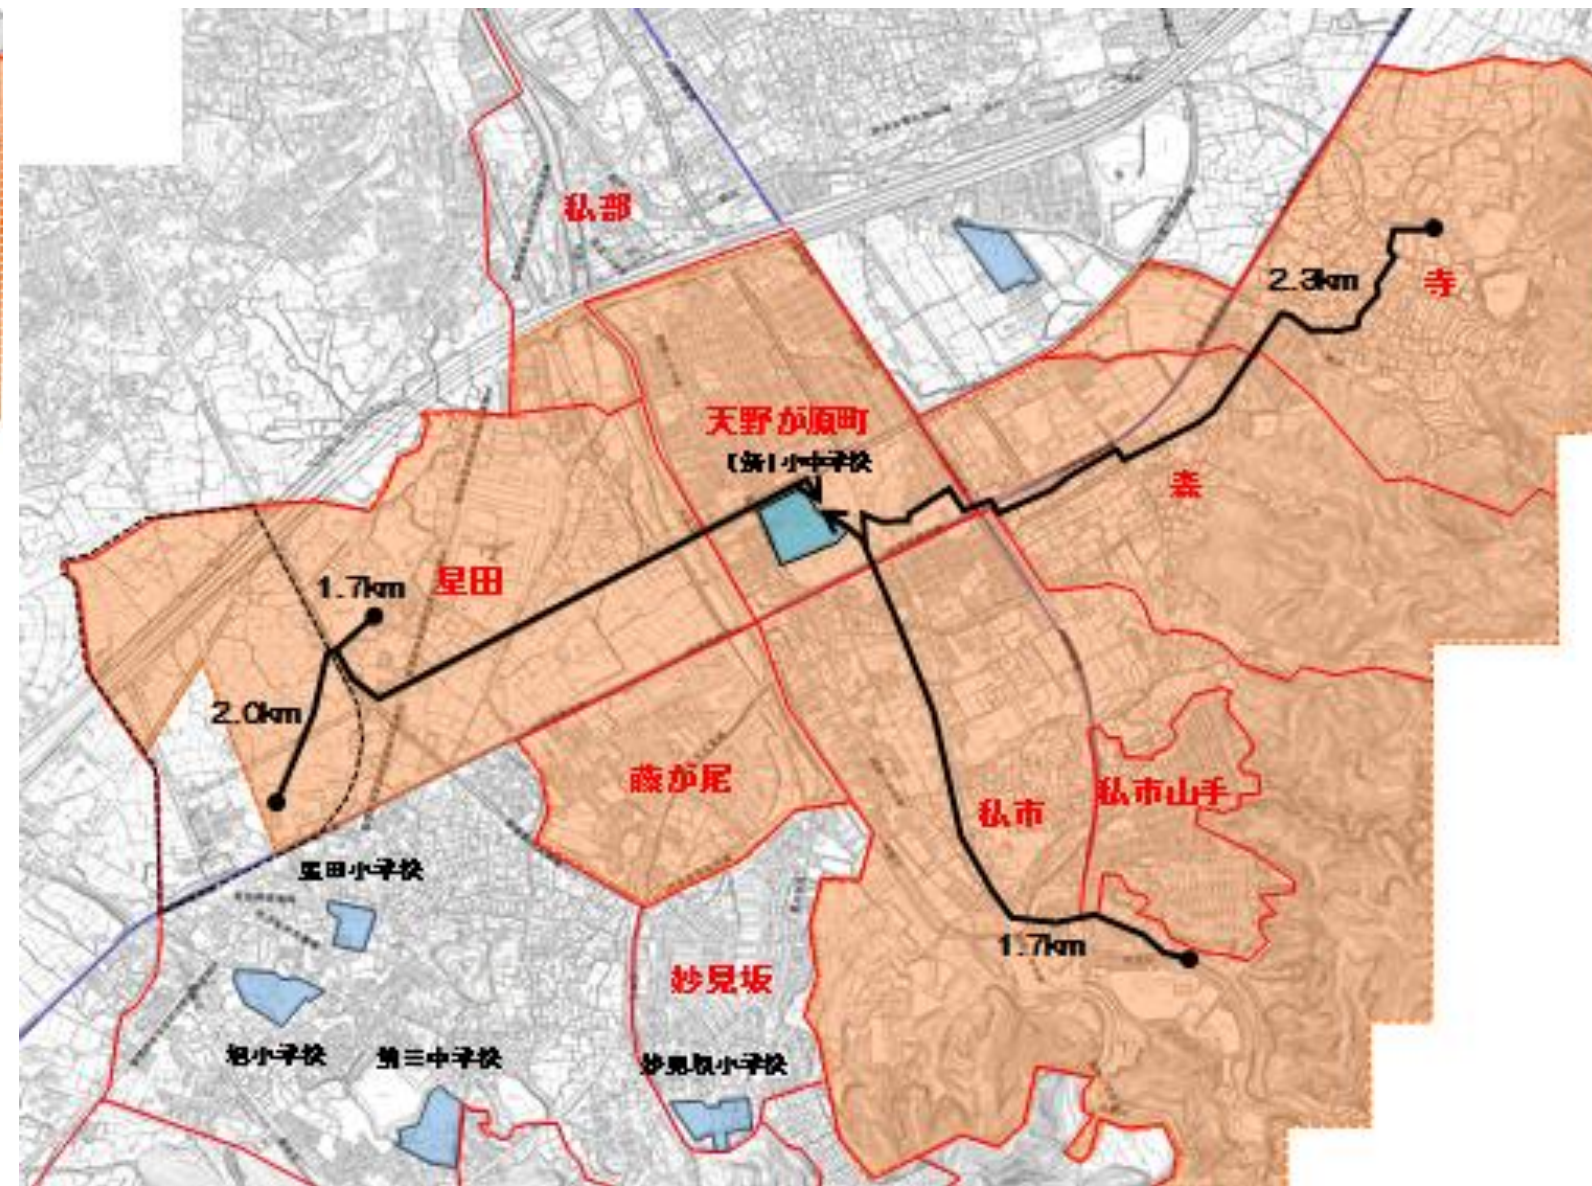 私部
2.3km
寺
天野が原町
(新)小中学校
森
1.7km
星田
2.0km
藤が尾
私市山手
私市
星田小学校
1.7km
妙見坂
旭小学校
第三中学校
妙見坂小学校